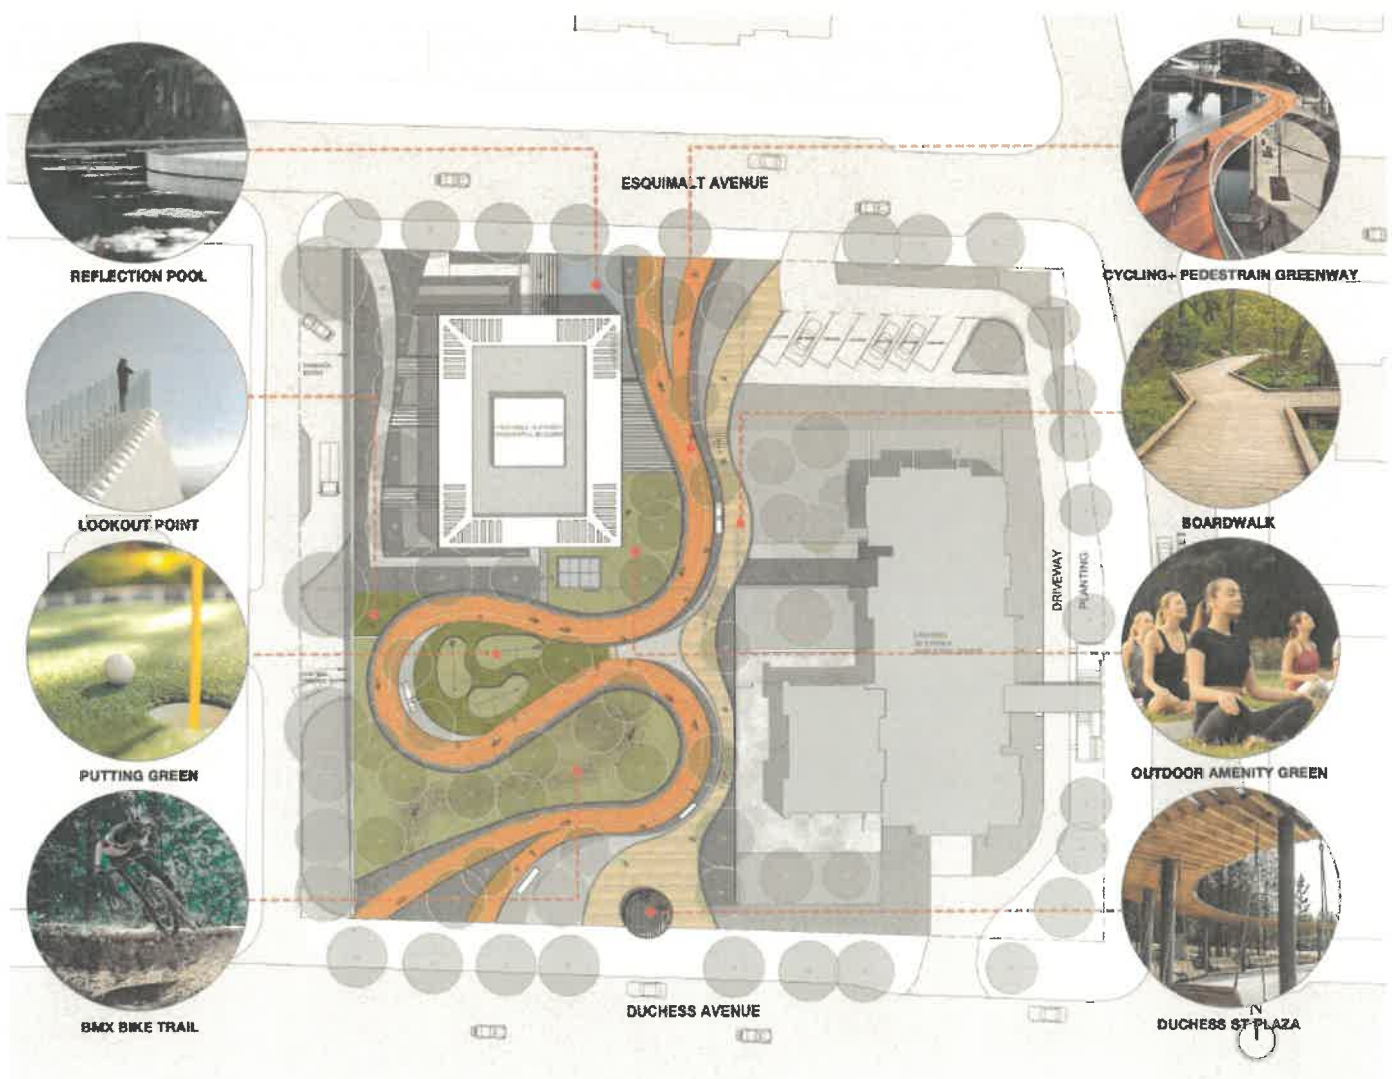 ESQUIMALT AVENUE
REFLECTION POOL
CYCLING+ PEDESTRAIN GREENWAY
LOOKOUT POINT
BOARDWALK
DRIVEWAY
PLANTING
PUTTING GREEN
OUTDOOR AMENITY GREEN
BMX BIKE TRAIL
DUCHESS AVENUE
DUCHESS ST PLAZA
N